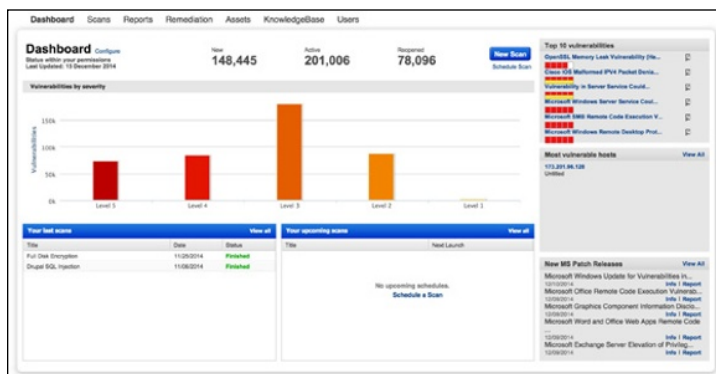 Dashboard Scans Reports Remediation Assets KnowledgeBase Users
Dashboard Configure
Status within your permissions
Last Updated: 13 December 2014
New
148,445
Active
201,006
Reopened
78,096
New Scan
Schedule Scan
Vulnerabilities by severity
Vulnerabilities
150k
100k
50k
0k
Level 5 Level 4 Level 3 Level 2 Level 1
Your last scans View all
Title Date Status
Full Disk Encryption 11/25/2014 Finished
Drupal SQL Injection 11/08/2014 Finished
Your upcoming scans View all
Title Next Launch
No upcoming schedules.
Schedule a Scan
Top 10 vulnerabilities
OpenSSL Memory Leak Vulnerability (He...
Cisco IOS Malformed IPV4 Packet Denia...
Vulnerability in Server Service Could...
Microsoft Windows Server Service Coul...
Microsoft SMB Remote Code Execution V...
Microsoft Windows Remote Desktop Prot...
Most vulnerable hosts View All
173.201.96.128
Untitled
New MS Patch Releases View All
Microsoft Windows Update for Vulnerabilities in...
12/10/2014 Info | Report
Microsoft Office Remote Code Execution Vulnerab...
12/09/2014 Info | Report
Microsoft Graphics Component Information Disclo...
12/09/2014 Info | Report
Microsoft Word and Office Web Apps Remote Code
...
12/09/2014 Info | Report
Microsoft Exchange Server Elevation of Privileg...
12/09/2014 Info | Report